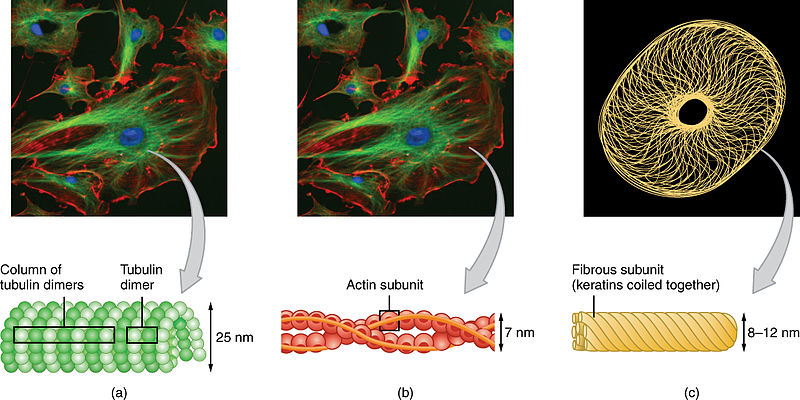 Column of
tubulin dimers
Tubulin
dimer
25 nm
(a)
Actin subunit
7 nm
(b)
Fibrous subunit
(keratins coiled together)
8–12 nm
(c)